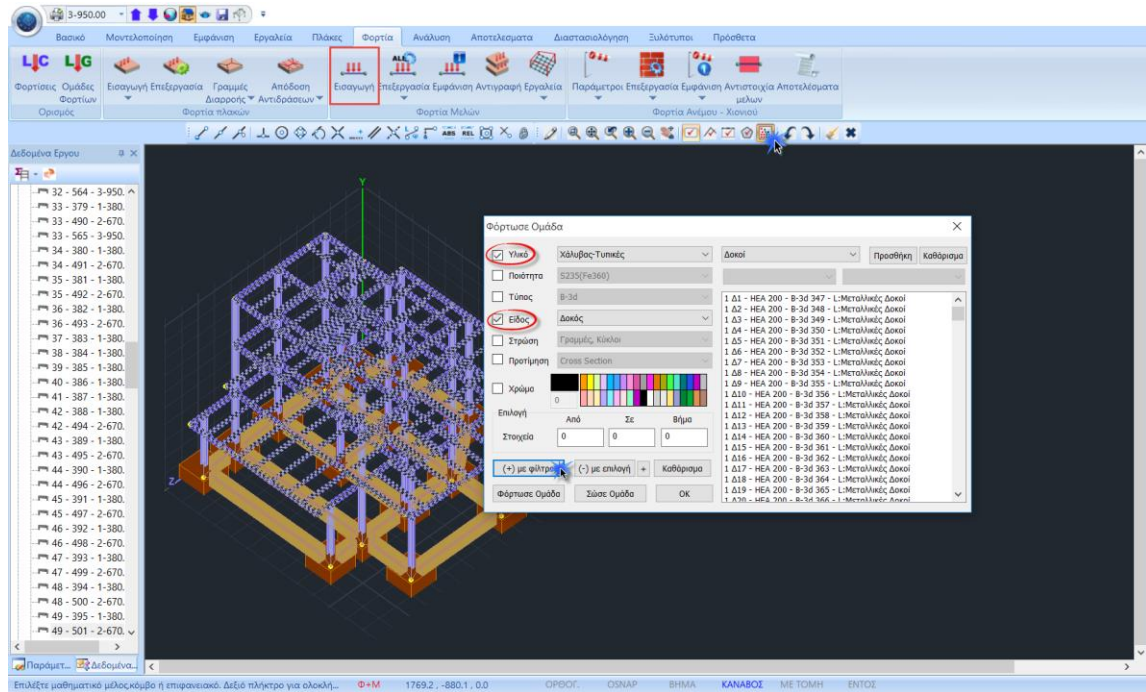 3-950.00
Βασικό Μοντελοποίηση Εμφάνιση Εργαλεία Πλάκες Φορτία Ανάλυση Αποτελεσματα Διαστασιολόγηση Ξυλότυποι Πρόσθετα
LC LG ALL
Φορτίσεις Ομάδες Φορτίων Εισαγωγή Επεξεργασία Γραμμές Διαρροής Απόδοση Αντιδράσεων Εισαγωγή Επεξεργασία Εμφάνιση Αντιγραφή Εργαλεία Παράμετροι Επεξεργασία Εμφάνιση Αντιστοιχία μελων Αποτελέσματα
Ορισμός Φορτία πλακών Φορτία Μελών Φορτία Ανέμου - Χιονιού
ABS REL
Δεδομένα Εργου
32 - 564 - 3-950.
33 - 379 - 1-380.
33 - 490 - 2-670.
33 - 565 - 3-950.
34 - 380 - 1-380.
34 - 491 - 2-670.
35 - 381 - 1-380.
35 - 492 - 2-670.
36 - 382 - 1-380.
36 - 493 - 2-670.
37 - 383 - 1-380.
38 - 384 - 1-380.
39 - 385 - 1-380.
40 - 386 - 1-380.
41 - 387 - 1-380.
42 - 388 - 1-380.
42 - 494 - 2-670.
43 - 389 - 1-380.
43 - 495 - 2-670.
44 - 390 - 1-380.
44 - 496 - 2-670.
45 - 391 - 1-380.
45 - 497 - 2-670.
46 - 392 - 1-380.
46 - 498 - 2-670.
47 - 393 - 1-380.
47 - 499 - 2-670.
48 - 394 - 1-380.
48 - 500 - 2-670.
49 - 395 - 1-380.
49 - 501 - 2-670.
Παράμετ... Δεδομένα...
Y
Z
Φόρτωσε Ομάδα
Υλικό Χάλυβας-Τυπικές Δοκοί Προσθήκη Καθάρισμα
Ποιότητα S235(Fe360)
Τύπος B-3d
Είδος Δοκός
Στρώση Γραμμές, Κύκλοι
Προτίμηση Cross Section
Χρώμα
0
Επιλογή
Από Σε Βήμα
Στοιχεία 0 0 0
(+) με φίλτρο (-) με επιλογή + Καθάρισμα
Φόρτωσε Ομάδα Σώσε Ομάδα OK
1 Δ1 - HEA 200 - B-3d 347 - L:Μεταλλικές Δοκοί
1 Δ2 - HEA 200 - B-3d 348 - L:Μεταλλικές Δοκοί
1 Δ3 - HEA 200 - B-3d 349 - L:Μεταλλικές Δοκοί
1 Δ4 - HEA 200 - B-3d 350 - L:Μεταλλικές Δοκοί
1 Δ5 - HEA 200 - B-3d 351 - L:Μεταλλικές Δοκοί
1 Δ6 - HEA 200 - B-3d 352 - L:Μεταλλικές Δοκοί
1 Δ7 - HEA 200 - B-3d 353 - L:Μεταλλικές Δοκοί
1 Δ8 - HEA 200 - B-3d 354 - L:Μεταλλικές Δοκοί
1 Δ9 - HEA 200 - B-3d 355 - L:Μεταλλικές Δοκοί
1 Δ10 - HEA 200 - B-3d 356 - L:Μεταλλικές Δοκοί
1 Δ11 - HEA 200 - B-3d 357 - L:Μεταλλικές Δοκοί
1 Δ12 - HEA 200 - B-3d 358 - L:Μεταλλικές Δοκοί
1 Δ13 - HEA 200 - B-3d 359 - L:Μεταλλικές Δοκοί
1 Δ14 - HEA 200 - B-3d 360 - L:Μεταλλικές Δοκοί
1 Δ15 - HEA 200 - B-3d 361 - L:Μεταλλικές Δοκοί
1 Δ16 - HEA 200 - B-3d 362 - L:Μεταλλικές Δοκοί
1 Δ17 - HEA 200 - B-3d 363 - L:Μεταλλικές Δοκοί
1 Δ18 - HEA 200 - B-3d 364 - L:Μεταλλικές Δοκοί
1 Δ19 - HEA 200 - B-3d 365 - L:Μεταλλικές Δοκοί
1 Δ20 - HEA 200 - B-3d 366 - L:Μεταλλικές Δοκοί
Επιλέξτε μαθηματικό μέλος,κόμβο ή επιφανειακό. Δεξιό πλήκτρο για ολοκλή... Φ+Μ 1769.2 , -880.1 , 0.0 ΟΡΘΟΓ. OSNAP ΒΗΜΑ ΚΑΝΑΒΟΣ ΜΕ ΤΟΜΗ ΕΝΤΟΣ